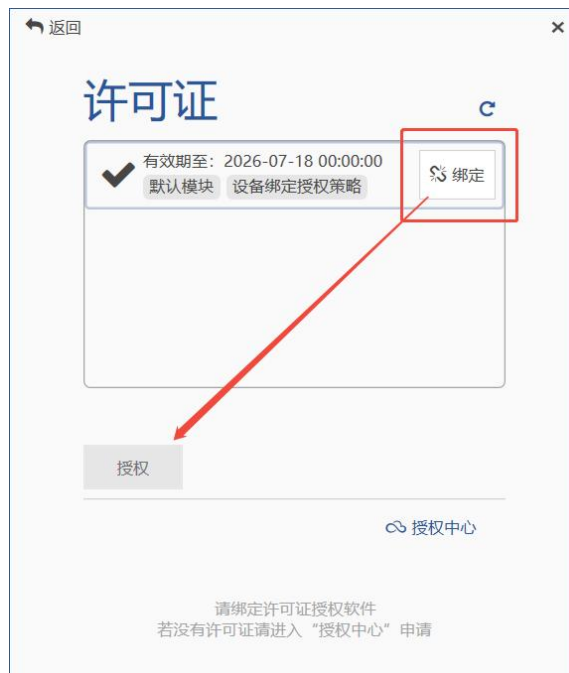 返回
许可证
有效期至：2026-07-18 00:00:00
默认模块 设备绑定授权策略
绑定
授权
授权中心
请绑定许可证授权软件
若没有许可证请进入“授权中心”申请